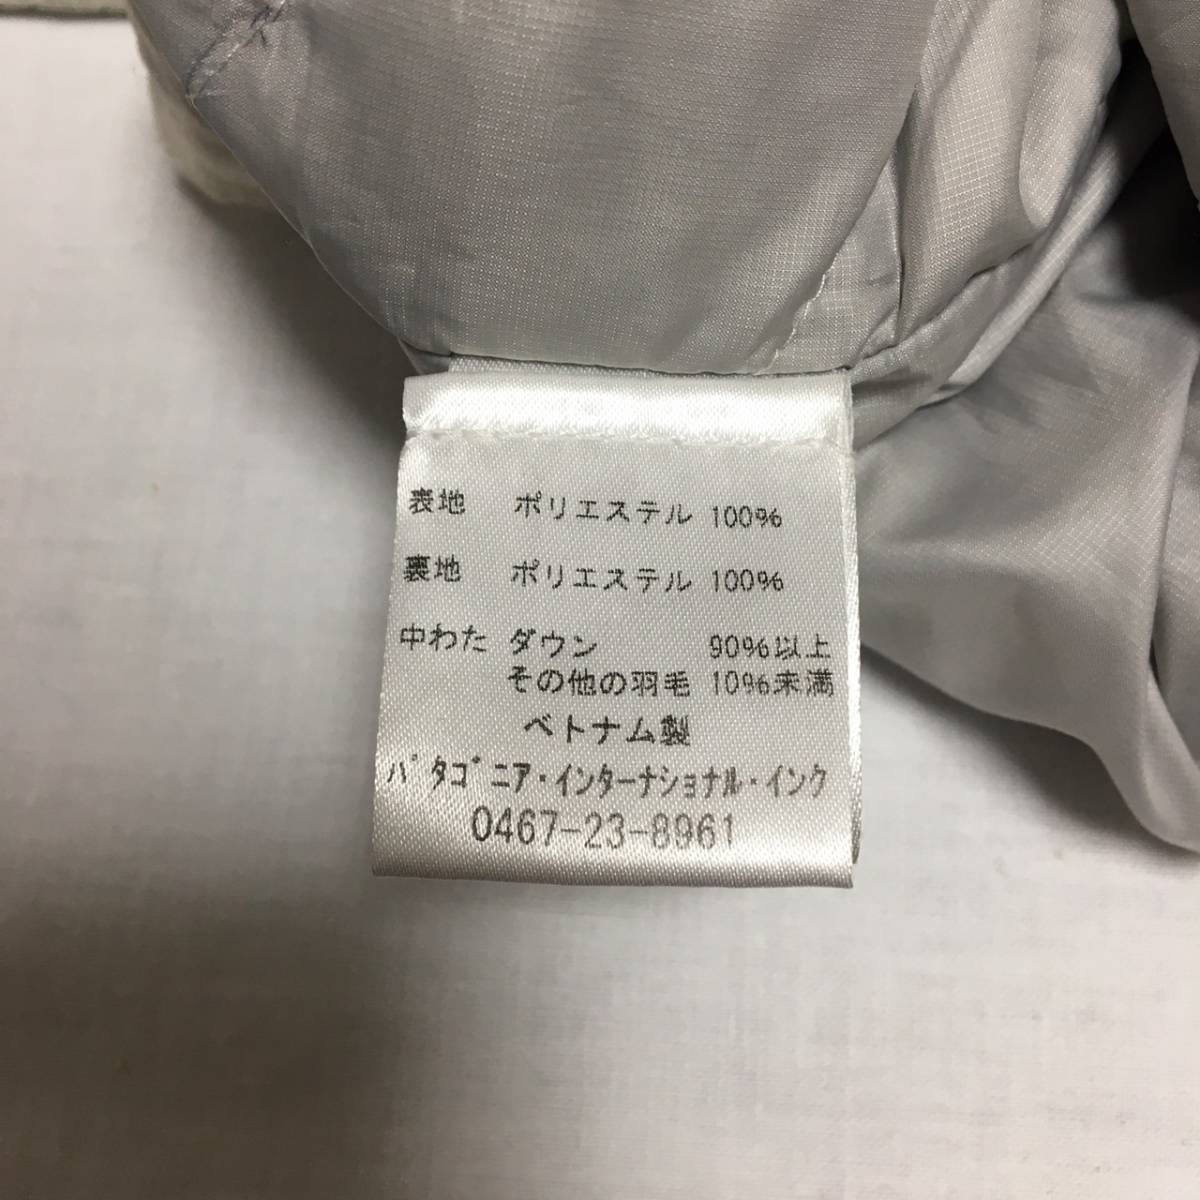 表地 ポリエステル 100%
裏地 ポリエステル 100%
中わた ダウン 90%以上
その他の羽毛 10%未満
ベトナム製
パタゴニア・インターナショナル・インク
0467-23-8961